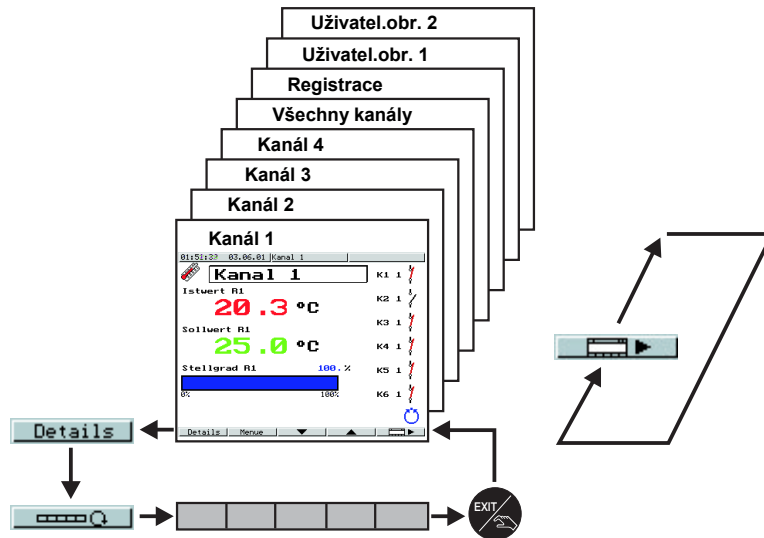 Uživatel.obr. 2
Uživatel.obr. 1
Registrace
Všechny kanály
Kanál 4
Kanál 3
Kanál 2
Kanál 1
01:51:37 03.06.01 Kanal 1
Kanal 1
K1 1
Istwert R1
20.3 °C
K2 1
K3 1
Sollwert R1
25.0 °C
K4 1
Stellgrad R1 100.%
K5 1
0% 100%
K6 1
Details Menue
Details
EXIT